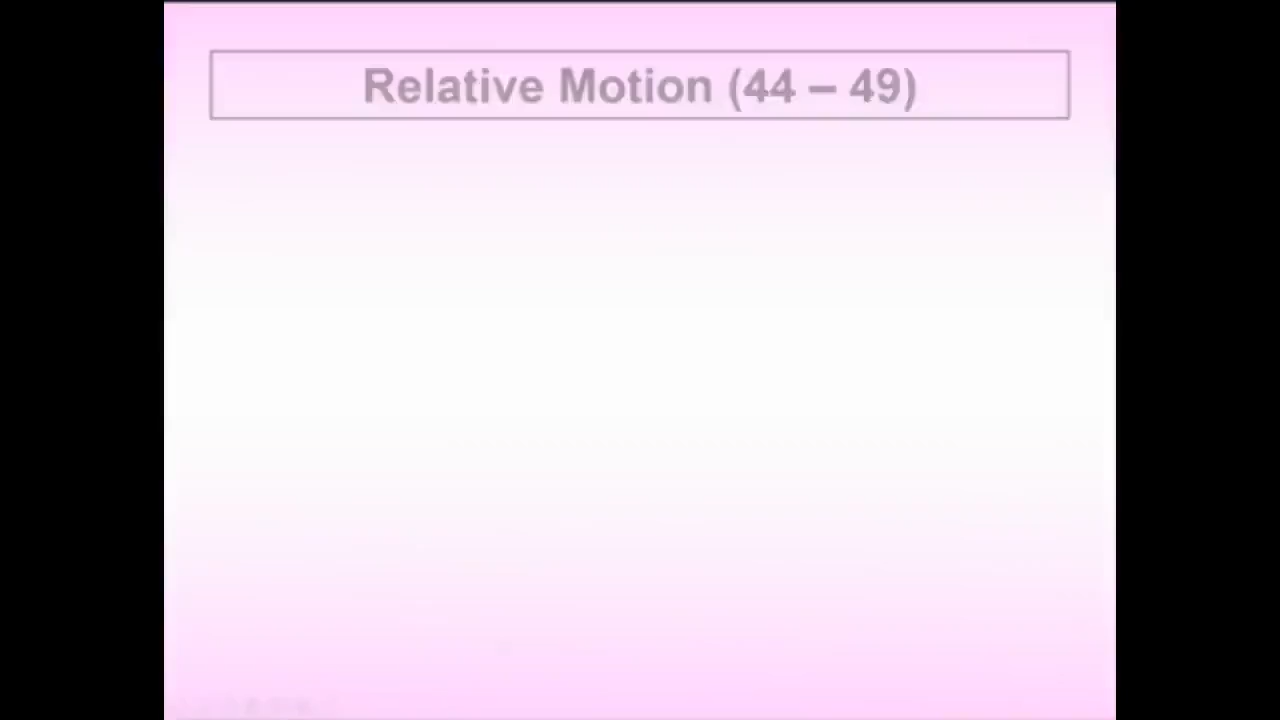 Relative Motion (44 – 49)